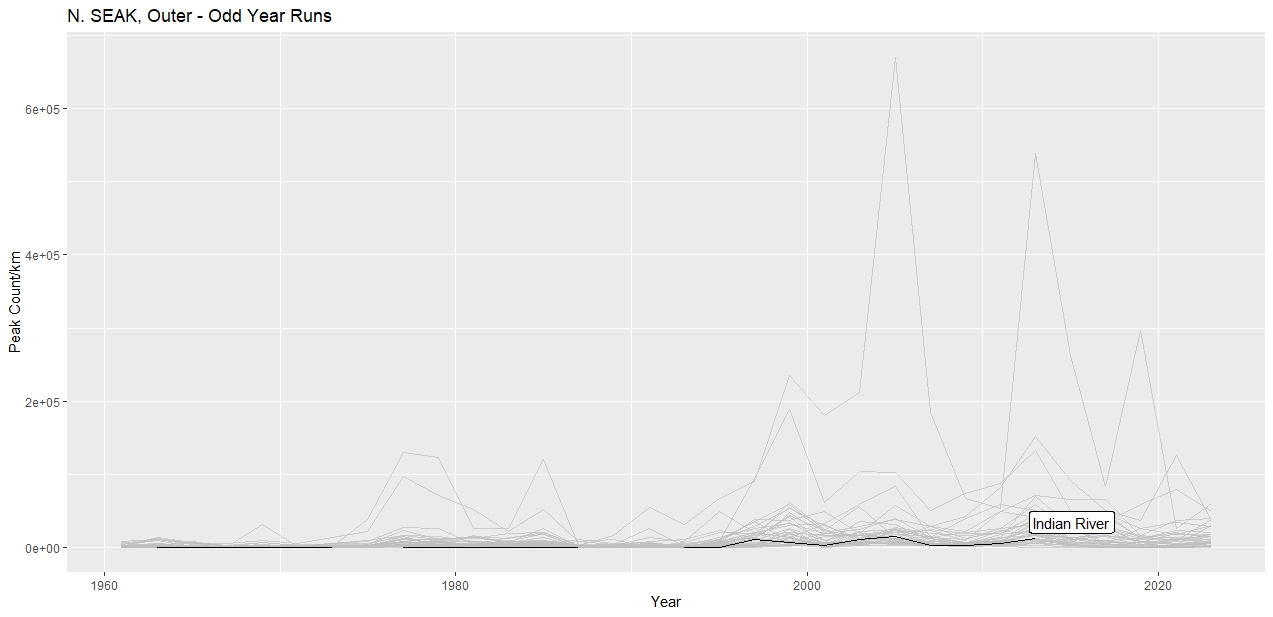 N. SEAK, Outer - Odd Year Runs
Peak Count/km
6e+05
4e+05
2e+05
0e+00
Indian River
1960 1980 2000 2020
Year